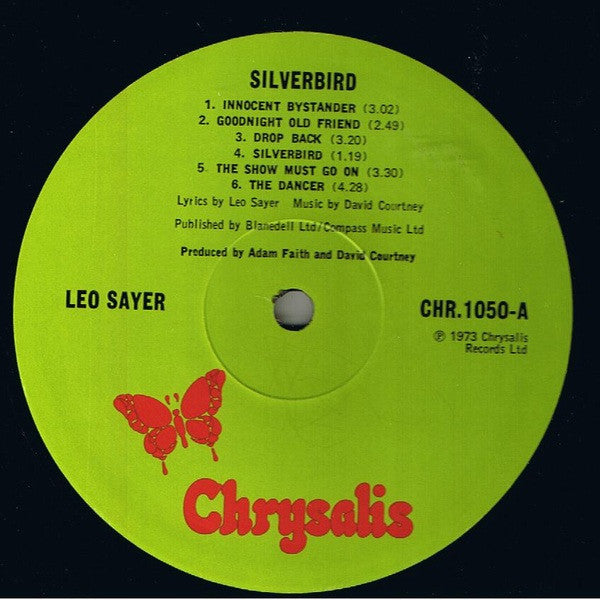 SILVERBIRD
1. INNOCENT BYSTANDER (3.02)
2. GOODNIGHT OLD FRIEND (2.49)
3. DROP BACK (3.20)
4. SILVERBIRD (1.19)
5 THE SHOW MUST GO ON (3.30)
6. THE DANCER (4.28)
Lyrics by Leo Sayer Music by David Courtney
Published by Blanedell Ltd/Compass Music Ltd
Produced by Adam Faith and David Courtney
LEO SAYER
CHR.1050-A
℗ 1973 Chrysalis
Records Ltd
Chrysalis